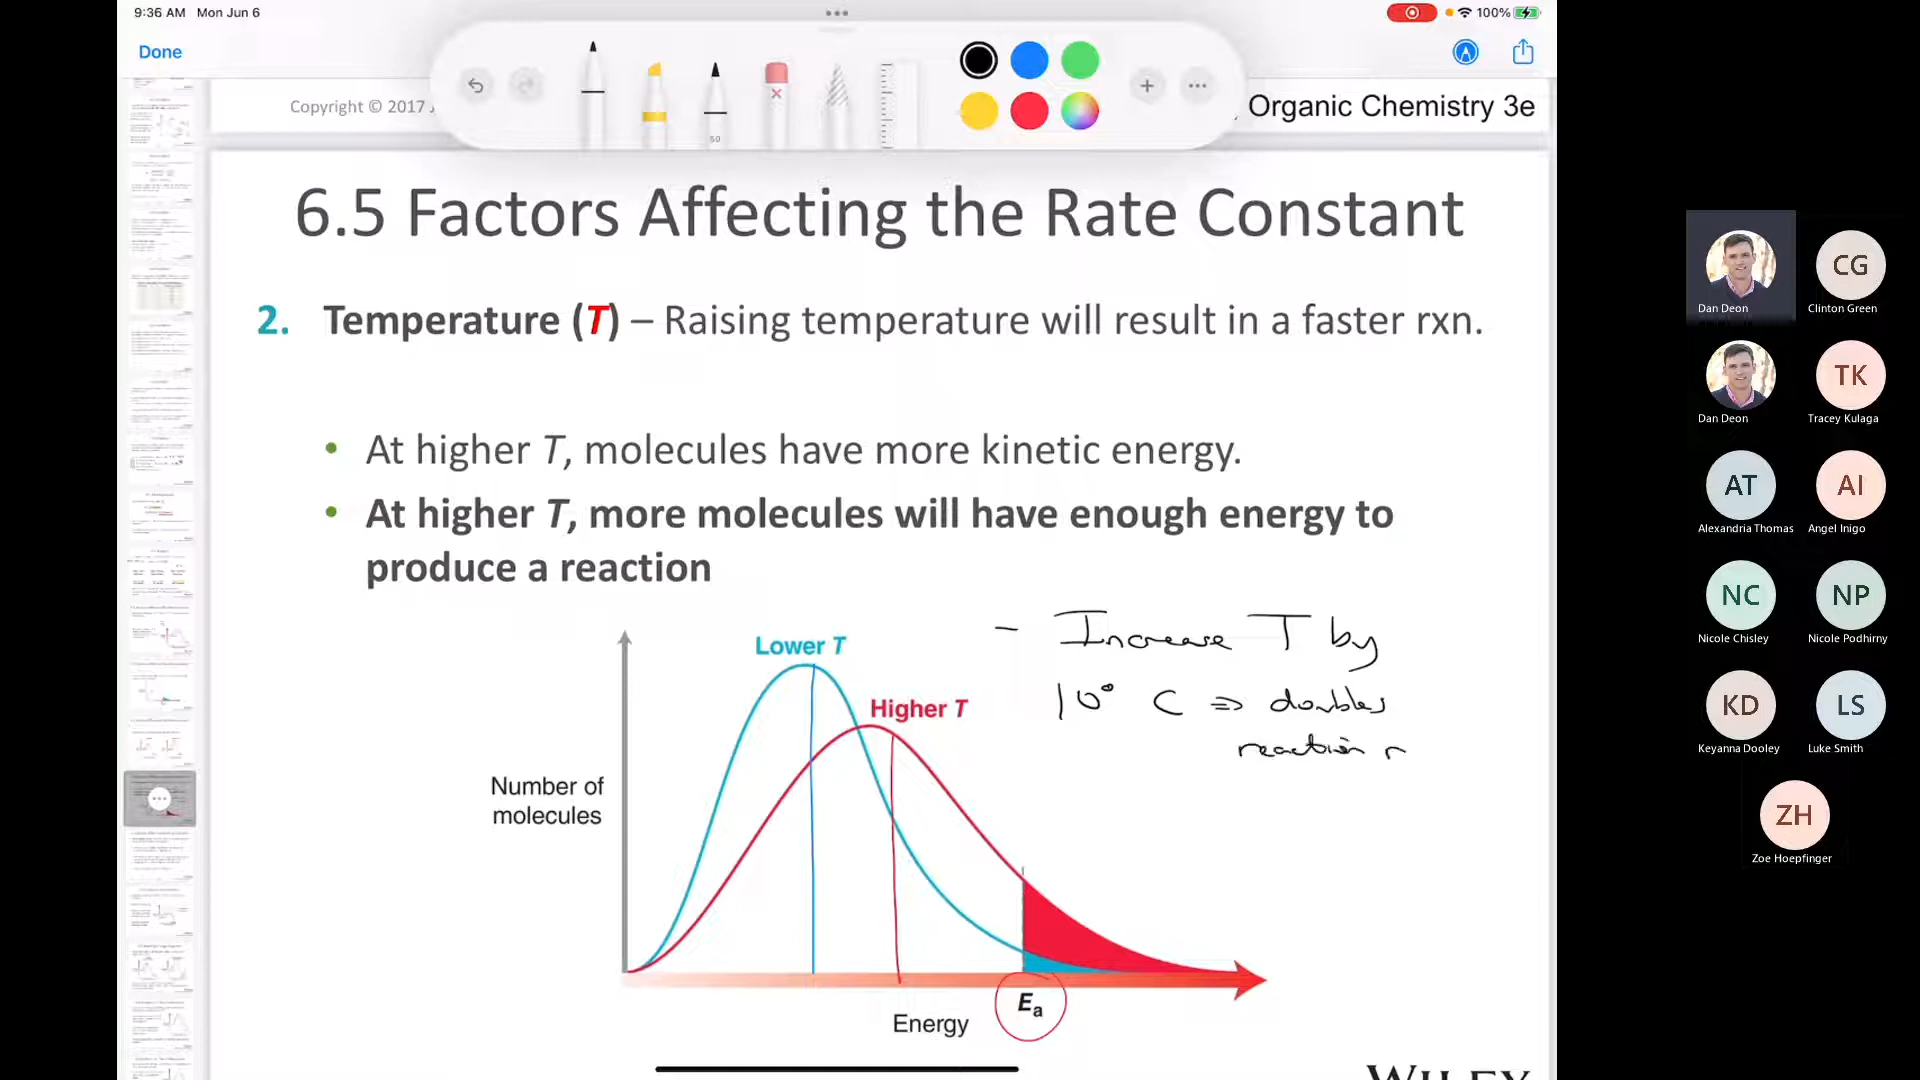 9:36 AM Mon Jun 6
100%
Done
50
Copyright © 2017
Organic Chemistry 3e
6.5 Factors Affecting the Rate Constant
2. Temperature (T) – Raising temperature will result in a faster rxn.
• At higher T, molecules have more kinetic energy.
• At higher T, more molecules will have enough energy to
produce a reaction
- Increase T by
10° C ⇒ doubles
reaction r
Lower T
Higher T
Number of
molecules
Ea
Energy
WILEY
Dan Deon
CG
Clinton Green
Dan Deon
TK
Tracey Kulaga
AT
Alexandria Thomas
AI
Angel Inigo
NC
Nicole Chisley
NP
Nicole Podhirny
KD
Keyanna Dooley
LS
Luke Smith
ZH
Zoe Hoepfinger